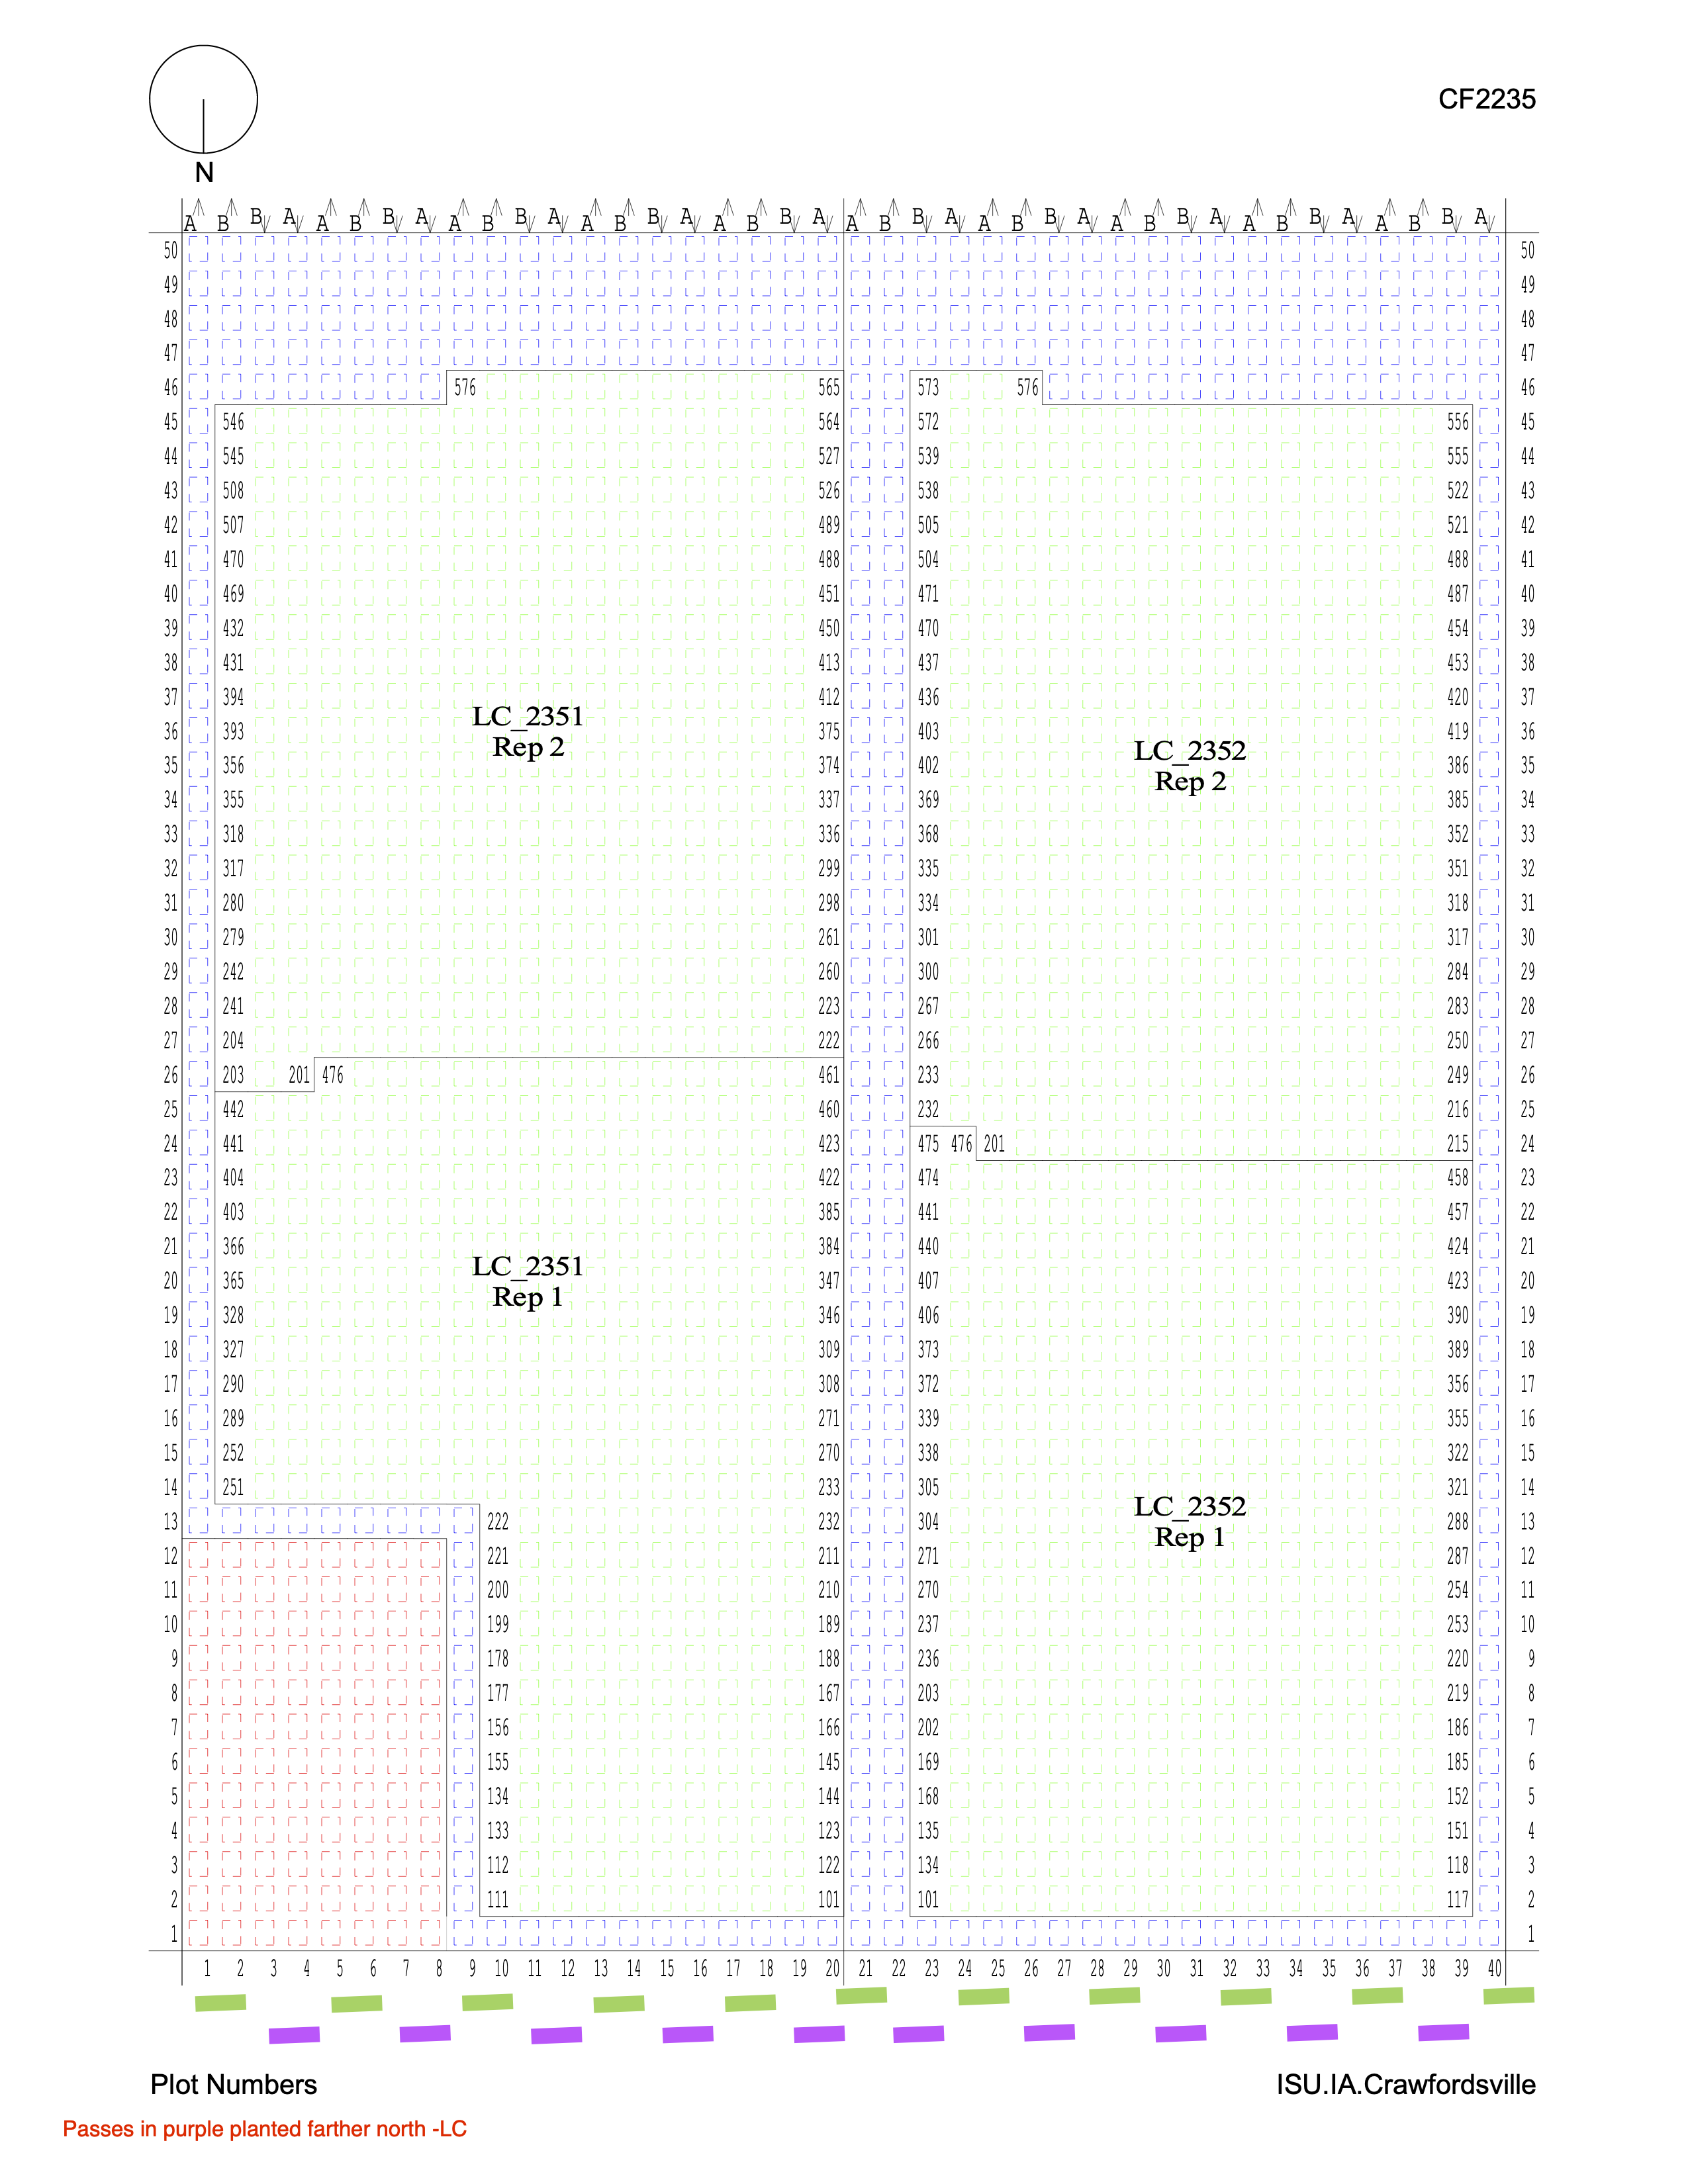 CF2235
N
A B B A A B B A A B B A A B B A A B B A A B B A A B B A A B B A A B B A A B B A
50 50
49 49
48 48
47 47
46 576 565 573 576 46
45 546 564 572 556 45
44 545 527 539 555 44
43 508 526 538 522 43
42 507 489 505 521 42
41 470 488 504 488 41
40 469 451 471 487 40
39 432 450 470 454 39
38 431 413 437 453 38
37 394 412 436 420 37
LC_2351
36 393 375 403 419 36
Rep 2
LC_2352
35 356 374 402 386 35
Rep 2
34 355 337 369 385 34
33 318 336 368 352 33
32 317 299 335 351 32
31 280 298 334 318 31
30 279 261 301 317 30
29 242 260 300 284 29
28 241 223 267 283 28
27 204 222 266 250 27
26 203 201 476 461 233 249 26
25 442 460 232 216 25
24 441 423 475 476 201 215 24
23 404 422 474 458 23
22 403 385 441 457 22
21 366 384 440 424 21
LC_2351
20 365 347 407 423 20
Rep 1
19 328 346 406 390 19
18 327 309 373 389 18
17 290 308 372 356 17
16 289 271 339 355 16
15 252 270 338 322 15
14 251 233 305 321 14
LC_2352
13 222 232 304 288 13
Rep 1
12 221 211 271 287 12
11 200 210 270 254 11
10 199 189 237 253 10
9 178 188 236 220 9
8 177 167 203 219 8
7 156 166 202 186 7
6 155 145 169 185 6
5 134 144 168 152 5
4 133 123 135 151 4
3 112 122 134 118 3
2 111 101 101 117 2
1 1
1 2 3 4 5 6 7 8 9 10 11 12 13 14 15 16 17 18 19 20 21 22 23 24 25 26 27 28 29 30 31 32 33 34 35 36 37 38 39 40
Plot Numbers
ISU.IA.Crawfordsville
Passes in purple planted farther north -LC